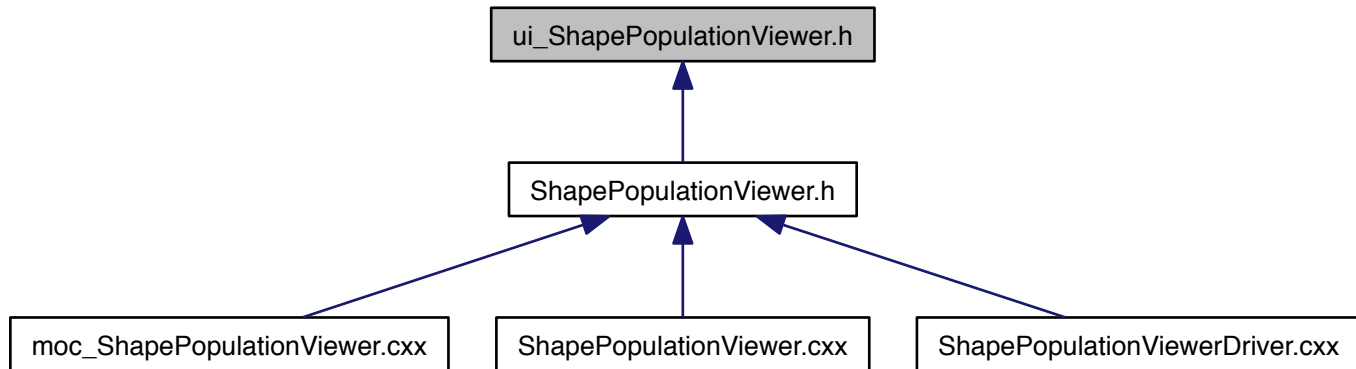 ui_ShapePopulationViewer.h
ShapePopulationViewer.h
moc_ShapePopulationViewer.cxx
ShapePopulationViewer.cxx
ShapePopulationViewerDriver.cxx